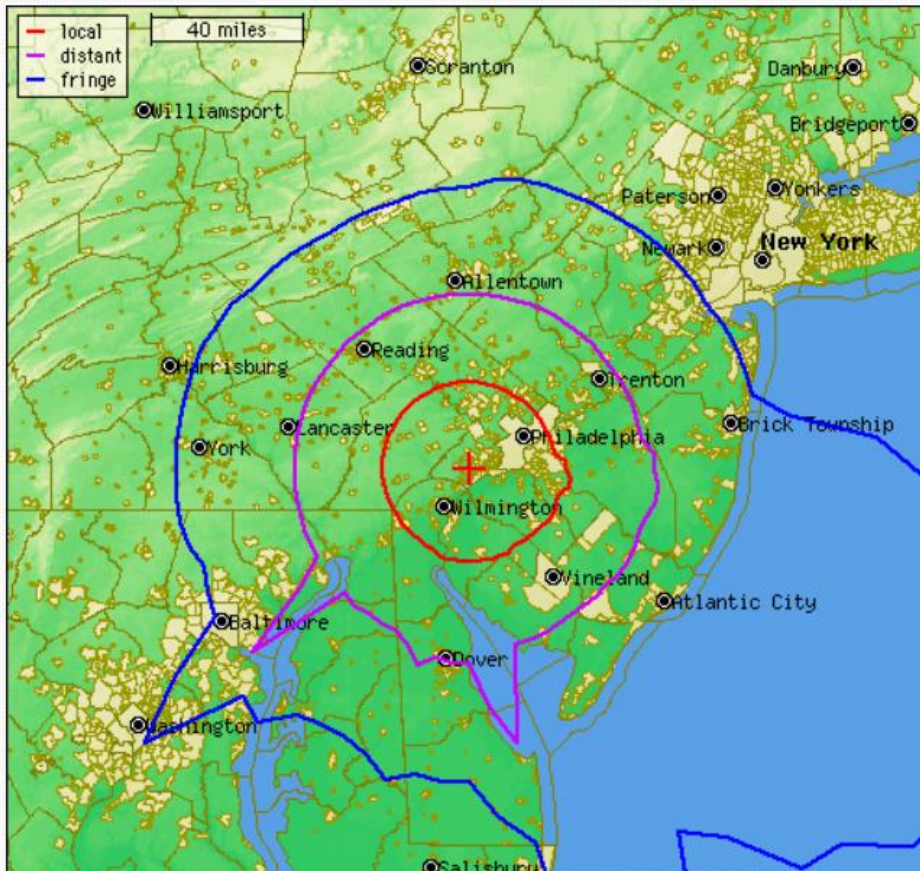 local
distant
fringe
40 miles
Scranton
Danbury
Williamsport
Bridgeport
Paterson
Yonkers
Newark
New York
Allentown
Reading
Harrisburg
Trenton
Lancaster
Brick Township
Philadelphia
York
Wilmington
Vineland
Atlantic City
Baltimore
Dover
Washington
Salisbury